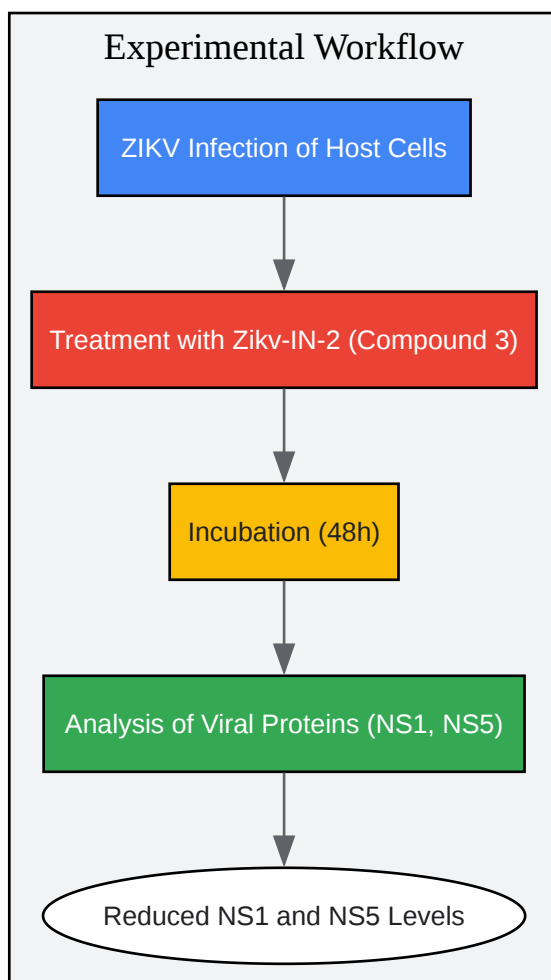 Experimental Workflow
ZIKV Infection of Host Cells
Treatment with Zikv-IN-2 (Compound 3)
Incubation (48h)
Analysis of Viral Proteins (NS1, NS5)
Reduced NS1 and NS5 Levels